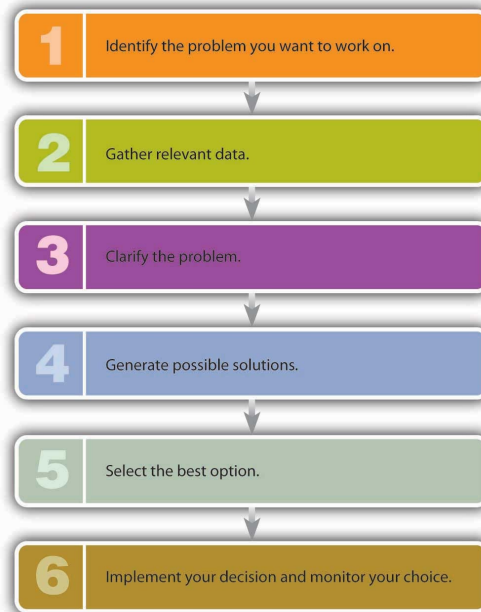 1 Identify the problem you want to work on.
2 Gather relevant data.
3 Clarify the problem.
4 Generate possible solutions.
5 Select the best option.
6 Implement your decision and monitor your choice.